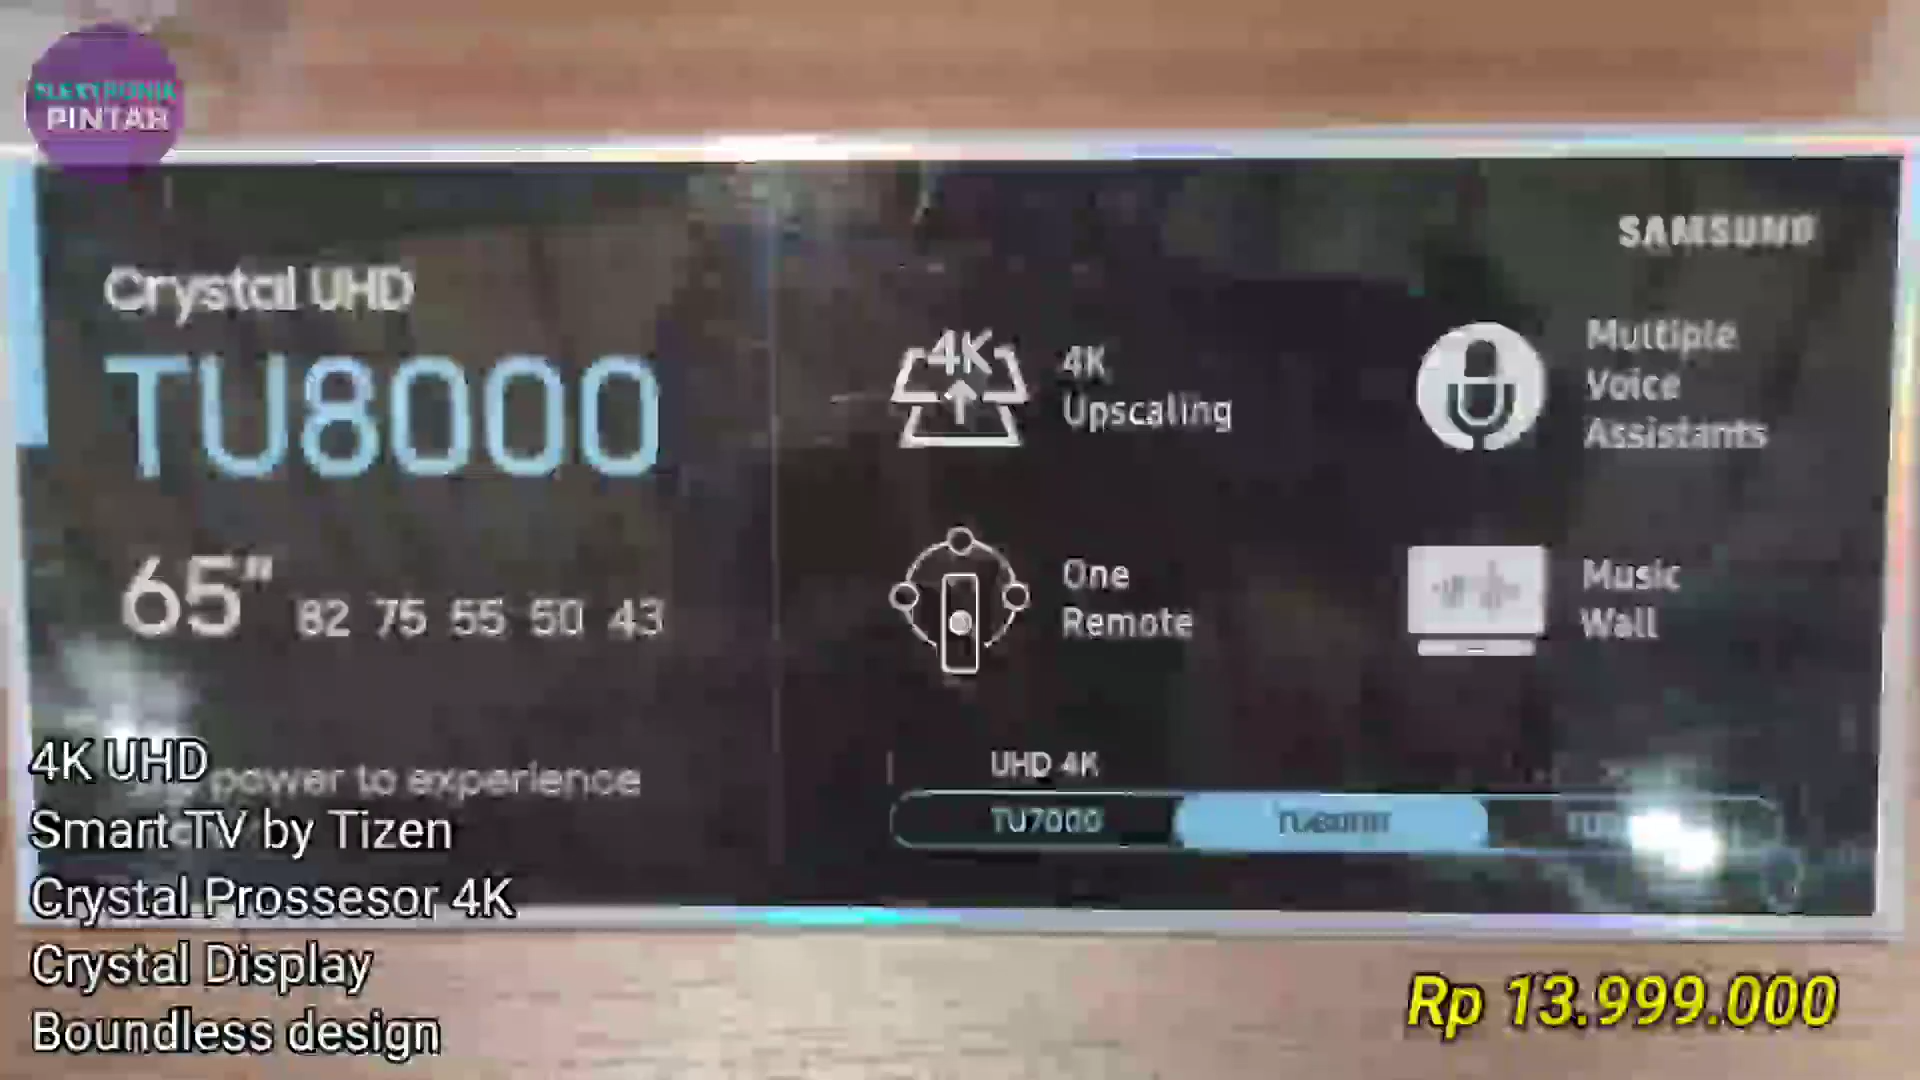 PINTAR
SAMSUNG
Crystal UHD
TU8000
65" 82 75 55 50 43
4K
4K
Upscaling
Multiple
Voice
Assistants
One
Remote
Music
Wall
power to experience
UHD 4K
TU7000
TU8000
4K UHD
Smart TV by Tizen
Crystal Prossesor 4K
Crystal Display
Boundless design
Rp 13.999.000